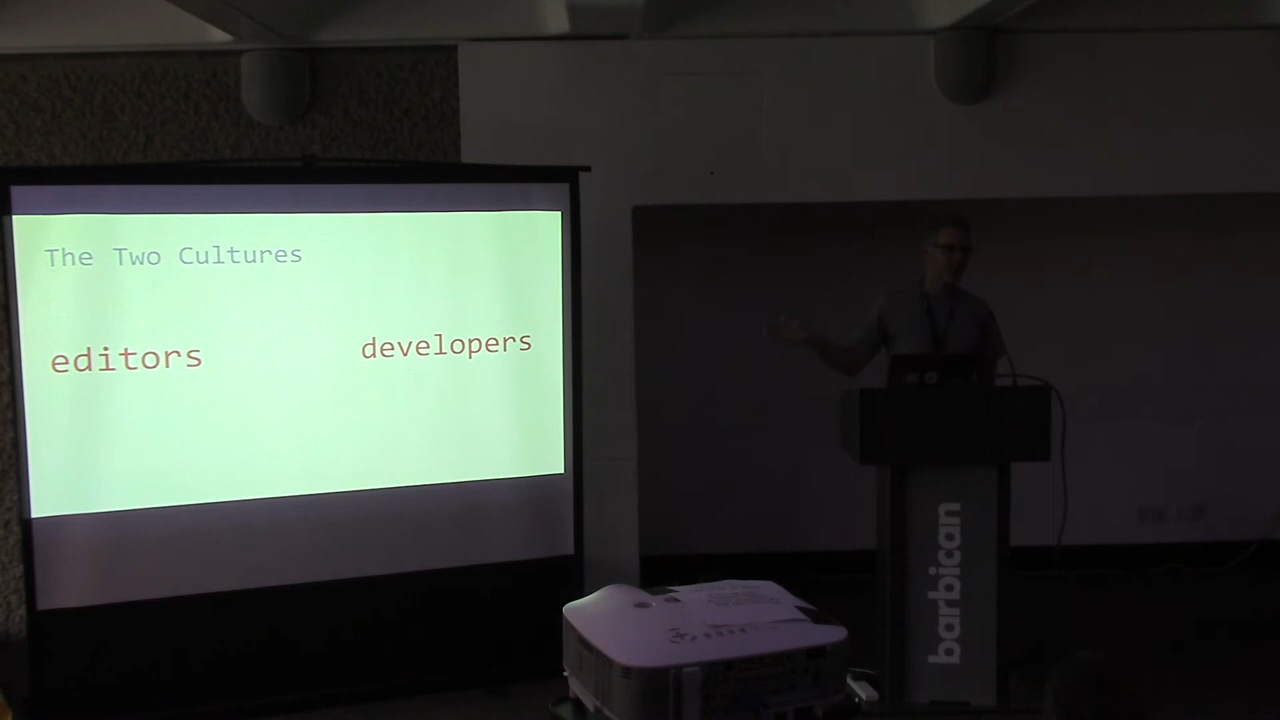 The Two Cultures
editors
developers
barbican